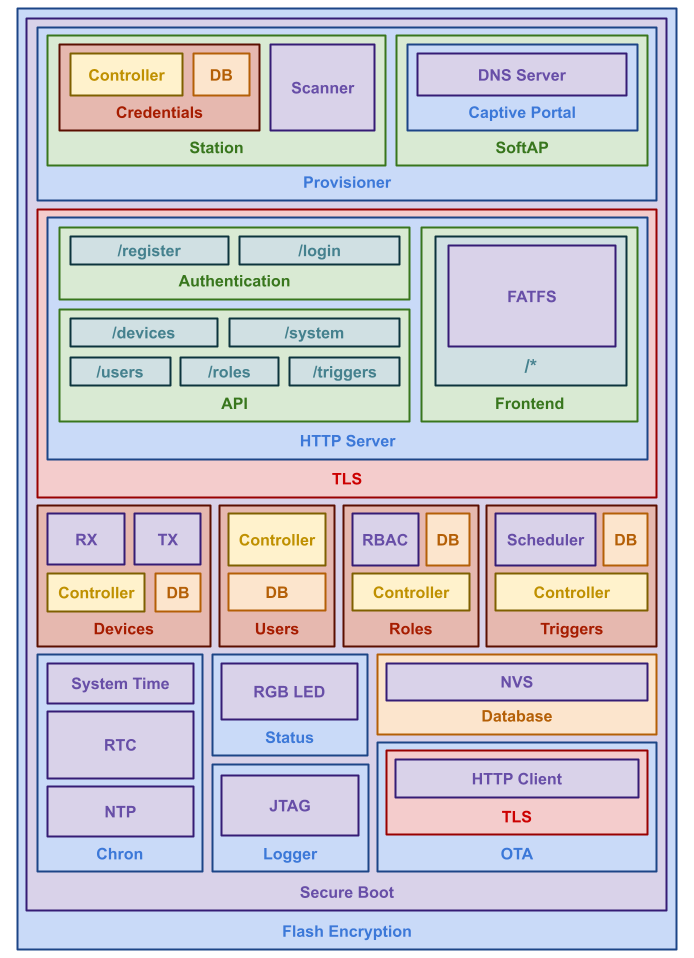 Controller DB
Credentials
Scanner
Station
DNS Server
Captive Portal
SoftAP
Provisioner
/register /login
Authentication
/devices /system
/users /roles /triggers
API
FATFS
/*
Frontend
HTTP Server
TLS
RX TX
Controller DB
Devices
Controller
DB
Users
RBAC DB
Controller
Roles
Scheduler DB
Controller
Triggers
System Time
RTC
NTP
Chron
RGB LED
Status
JTAG
Logger
NVS
Database
HTTP Client
TLS
OTA
Secure Boot
Flash Encryption